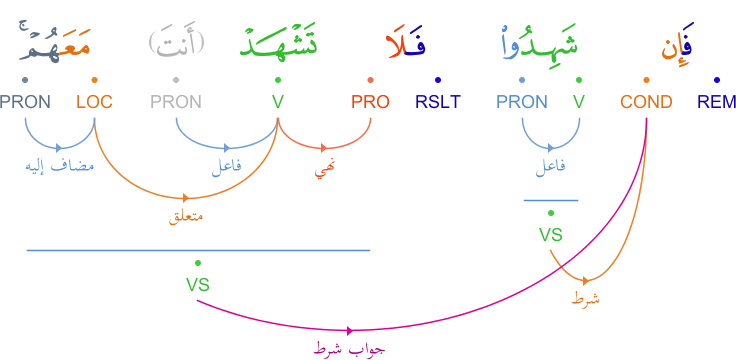 فَإِن شَهِدُوا۟ فَلَا تَشْهَدْ (أَنتَ) مَعَهُمْ ۚ
REM COND V PRON RSLT PRO V PRON LOC PRON
فاعل نهي فاعل مضاف إليه
متعلق
VS
شرط
VS
جواب شرط